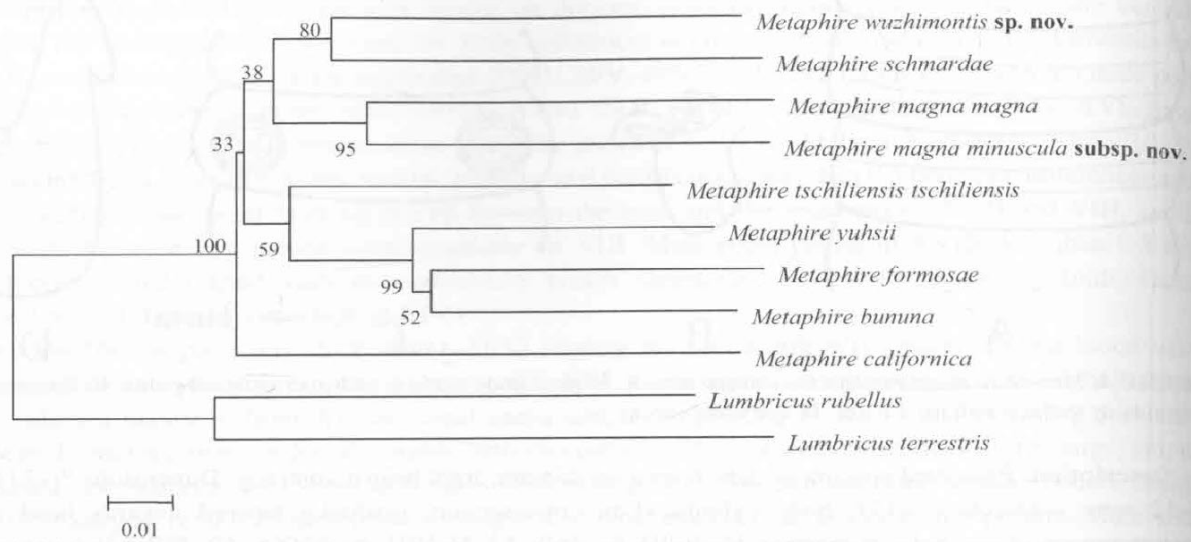 80
Metaphire wuzhimontis sp. nov.
Metaphire schmardae
38
Metaphire magna magna
33
95
Metaphire magna minuscula subsp. nov.
Metaphire tschiliensis tschiliensis
Metaphire yuhsii
100
59
Metaphire formosae
99
52
Metaphire bununa
Metaphire californica
Lumbricus rubellus
Lumbricus terrestris
0.01